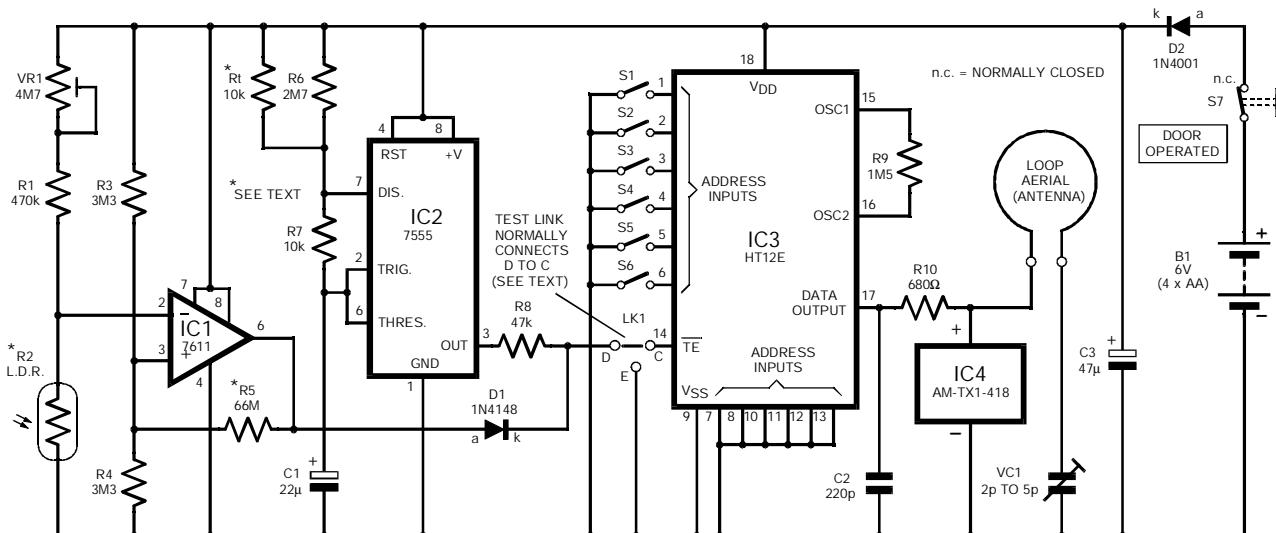 k
a
D2
1N4001
n.c. = NORMALLY CLOSED
n.c.
S7
DOOR
OPERATED
B1
6V
(4 x AA)
+
−
VR1
4M7
R1
470k
*
R2
L.D.R.
R3
3M3
R4
3M3
7
8
2
−
IC1
7611
3
+
6
4
*
R5
66M
*
Rt
10k
R6
2M7
*
SEE TEXT
R7
10k
+
C1
22µ
4
8
RST
+V
7
DIS.
IC2
7555
2
TRIG.
6
THRES.
OUT
3
GND
1
R8
47k
D1
1N4148
a
k
TEST LINK
NORMALLY
CONNECTS
D TO C
(SEE TEXT)
LK1
D
C
E
14
S1
1
S2
2
S3
3
S4
4
S5
5
S6
6
18
VDD
ADDRESS
INPUTS
OSC1
15
R9
1M5
OSC2
16
IC3
HT12E
DATA
OUTPUT
17
TE
ADDRESS
INPUTS
VSS
9
7
8
10
11
12
13
R10
680Ω
C2
220p
LOOP
AERIAL
(ANTENNA)
+
IC4
AM-TX1-418
−
VC1
2p TO 5p
+
C3
47µ